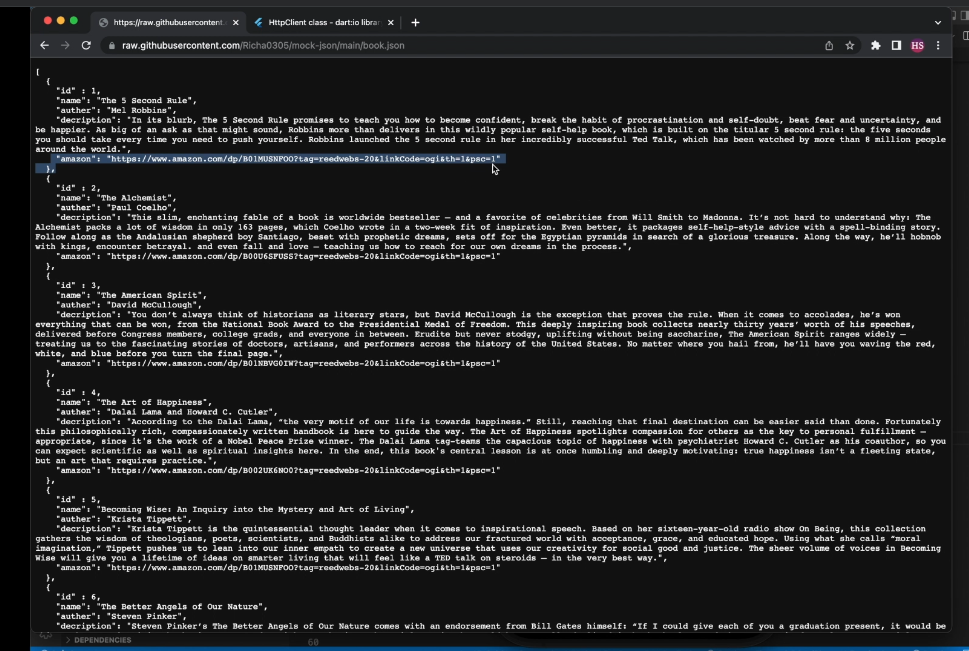 https://raw.githubusercontent. HttpClient class - dart:io librar
raw.githubusercontent.com/Richa0305/mock-json/main/book.json
HS
[
{
"id" : 1,
"name": "The 5 Second Rule",
"auther": "Mel Robbins",
"decription": "In its blurb, The 5 Second Rule promises to teach you how to become confident, break the habit of procrastination and self-doubt, beat fear and uncertainty, and
be happier. As big of an ask as that might sound, Robbins more than delivers in this wildly popular self-help book, which is built on the titular 5 second rule: the five seconds
you should take every time you need to push yourself. Robbins launched the 5 second rule in her incredibly successful Ted Talk, which has been watched by more than 8 million people
around the world.",
"amazon": "https://www.amazon.com/dp/B01MUSNFOO?tag=reedwebs-20&linkCode=ogi&th=1&psc=1"
},
{
"id" : 2,
"name": "The Alchemist",
"auther": "Paul Coelho",
"decription": "This slim, enchanting fable of a book is worldwide bestseller — and a favorite of celebrities from Will Smith to Madonna. It's not hard to understand why: The
Alchemist packs a lot of wisdom in only 163 pages, which Coelho wrote in a two-week fit of inspiration. Even better, it packages self-help-style advice with a spell-binding story.
Follow along as the Andalusian shepherd boy Santiago, beset with prophetic dreams, sets off for the Egyptian pyramids in search of a glorious treasure. Along the way, he'll hobnob
with kings, encounter betrayal. and even fall and love — teaching us how to reach for our own dreams in the process.",
"amazon": "https://www.amazon.com/dp/B00U6SFUSS?tag=reedwebs-20&linkCode=ogi&th=1&psc=1"
},
{
"id" : 3,
"name": "The American Spirit",
"auther": "David McCullough",
"decription": "You don't always think of historians as literary stars, but David McCullough is the exception that proves the rule. When it comes to accolades, he's won
everything that can be won, from the National Book Award to the Presidential Medal of Freedom. This deeply inspiring book collects nearly thirty years' worth of his speeches,
delivered before Congress members, college grads, and everyone in between. Erudite but never stodgy, uplifting without being saccharine, The American Spirit ranges widely —
treating us to the fascinating stories of doctors, artisans, and performers across the history of the United States. No matter where you hail from, he'll have you waving the red,
white, and blue before you turn the final page.",
"amazon": "https://www.amazon.com/dp/B01NBVG0IW?tag=reedwebs-20&linkCode=ogi&th=1&psc=1"
},
{
"id" : 4,
"name": "The Art of Happiness",
"auther": "Dalai Lama and Howard C. Cutler",
"decription": "According to the Dalai Lama, “the very motif of our life is towards happiness.” Still, reaching that final destination can be easier said than done. Fortunately
this philosophically rich, compassionately written handbook is here to guide the way. The Art of Happiness spotlights compassion for others as the key to personal fulfillment —
appropriate, since it's the work of a Nobel Peace Prize winner. The Dalai Lama tag-teams the capacious topic of happiness with psychiatrist Howard C. Cutler as his coauthor, so you
can expect scientific as well as spiritual insights here. In the end, this book's central lesson is at once humbling and deeply motivating: true happiness isn't a fleeting state,
but an art that requires practice.",
"amazon": "https://www.amazon.com/dp/B002UK6NOO?tag=reedwebs-20&linkCode=ogi&th=1&psc=1"
},
{
"id" : 5,
"name": "Becoming Wise: An Inquiry into the Mystery and Art of Living",
"auther": "Krista Tippett",
"decription": "Krista Tippett is the quintessential thought leader when it comes to inspirational speech. Based on her sixteen-year-old radio show On Being, this collection
gathers the wisdom of theologians, poets, scientists, and Buddhists alike to address our fractured world with acceptance, grace, and educated hope. Using what she calls “moral
imagination,” Tippett pushes us to lean into our inner empath to create a new universe that uses our creativity for social good and justice. The sheer volume of voices in Becoming
Wise will give you a lifetime of ideas on smarter living that will feel like a TED talk on steroids — in the very best way.",
"amazon": "https://www.amazon.com/dp/B01MUSNFOO?tag=reedwebs-20&linkCode=ogi&th=1&psc=1"
},
{
"id" : 6,
"name": "The Better Angels of Our Nature",
"auther": "Steven Pinker",
"decription": "Steven Pinker's The Better Angels of Our Nature comes with an endorsement from Bill Gates himself: “If I could give each of you a graduation present, it would be
DEPENDENCIES 60